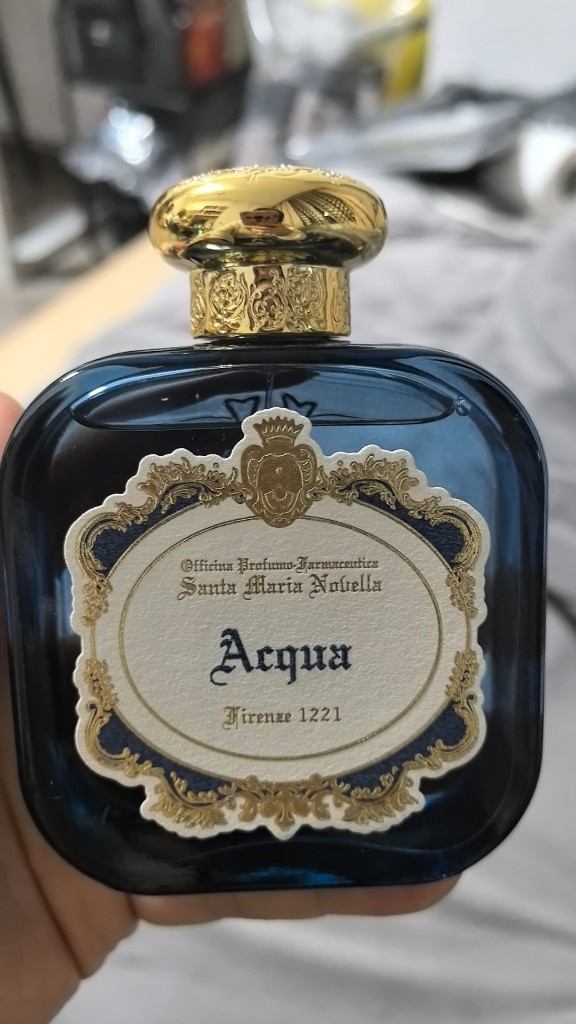 Officina Profumo-Farmaceutica
Santa Maria Novella
Acqua
Firenze 1221